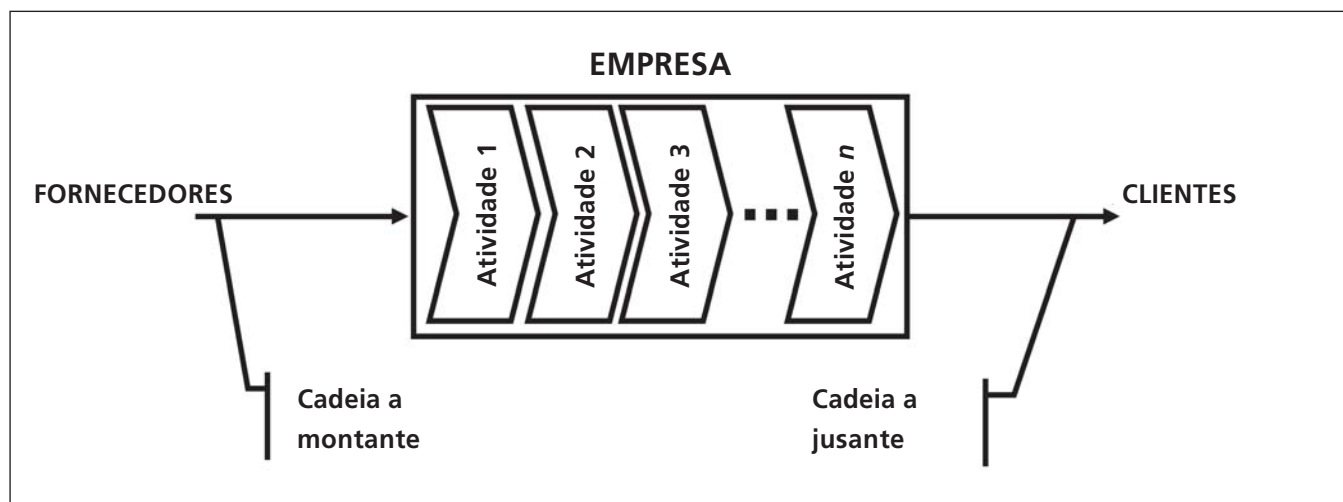 EMPRESA
FORNECEDORES
Atividade 1
Atividade 2
Atividade 3
Atividade n
CLIENTES
Cadeia a
montante
Cadeia a
jusante